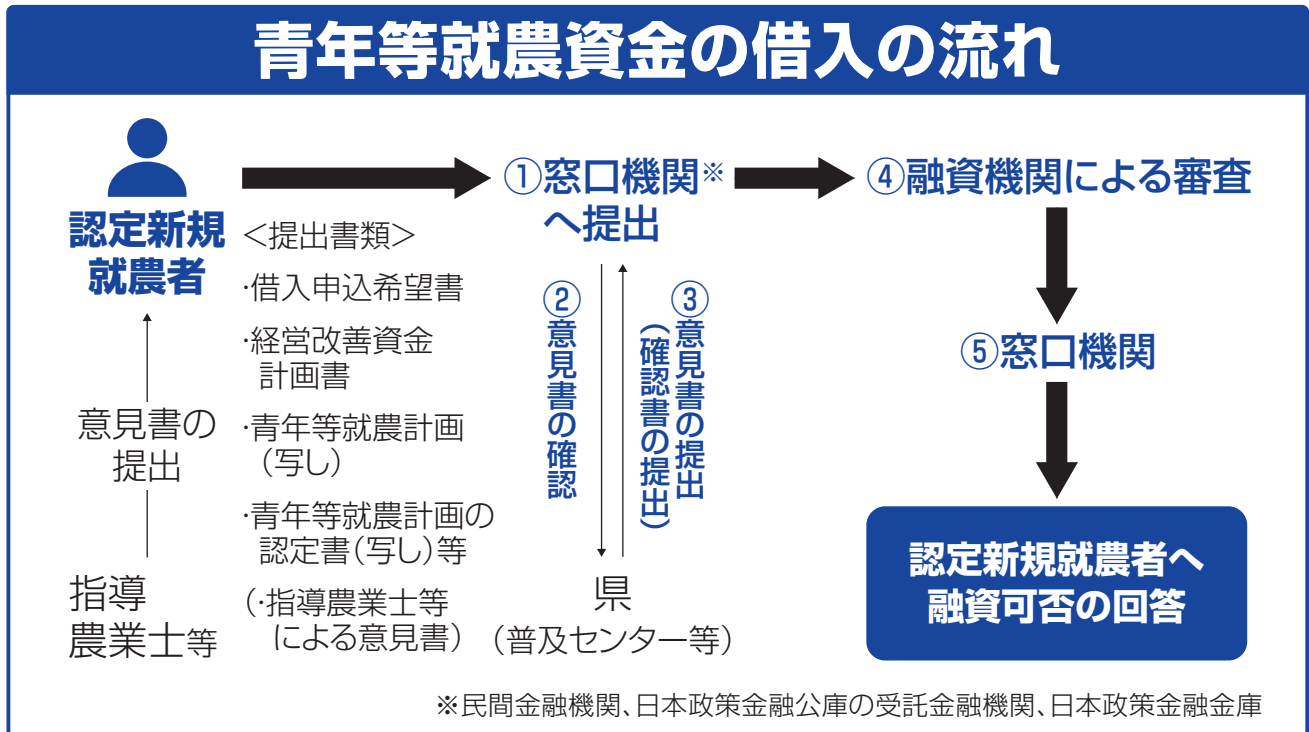 青年等就農資金の借入の流れ
認定新規
就農者
意見書の
提出
指導
農業士等
＜提出書類＞
・借入申込希望書
・経営改善資金
計画書
・青年等就農計画
（写し）
・青年等就農計画の
認定書（写し）等
（・指導農業士等
による意見書）
①窓口機関※
へ提出
②意見書の確認
③意見書の提出
（確認書の提出）
県
（普及センター等）
④融資機関による審査
⑤窓口機関
認定新規就農者へ
融資可否の回答
※民間金融機関、日本政策金融公庫の受託金融機関、日本政策金融金庫